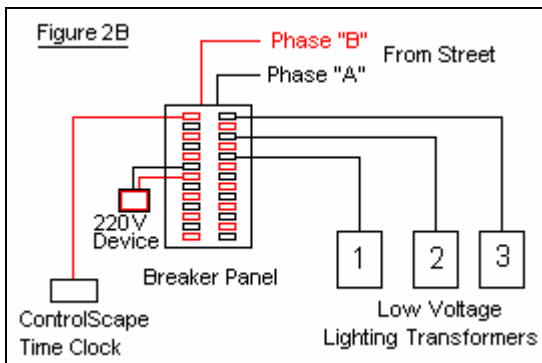 Figure 2B
Phase "B"
From Street
Phase "A"
220V
Device
Breaker Panel
1
2
3
ControlScape
Time Clock
Low Voltage
Lighting Transformers